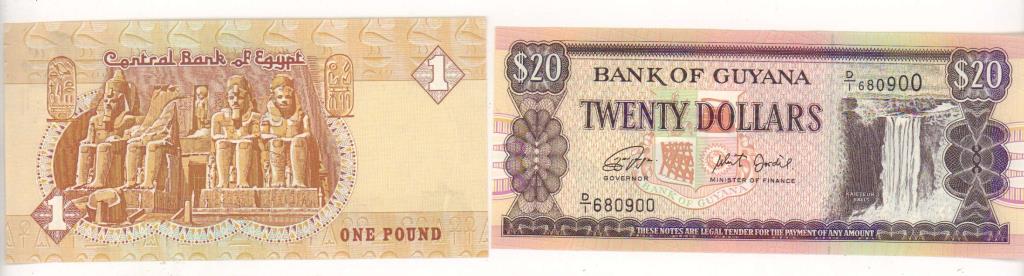 Central Bank of Egypt
1
1
ONE POUND
$20
$20
BANK OF GUYANA
D/1 680900
TWENTY DOLLARS
GOVERNOR
MINISTER OF FINANCE
BANK OF GUYANA
D/1 680900
KAIETEUR
FALLS
THESE NOTES ARE LEGAL TENDER FOR THE PAYMENT OF ANY AMOUNT